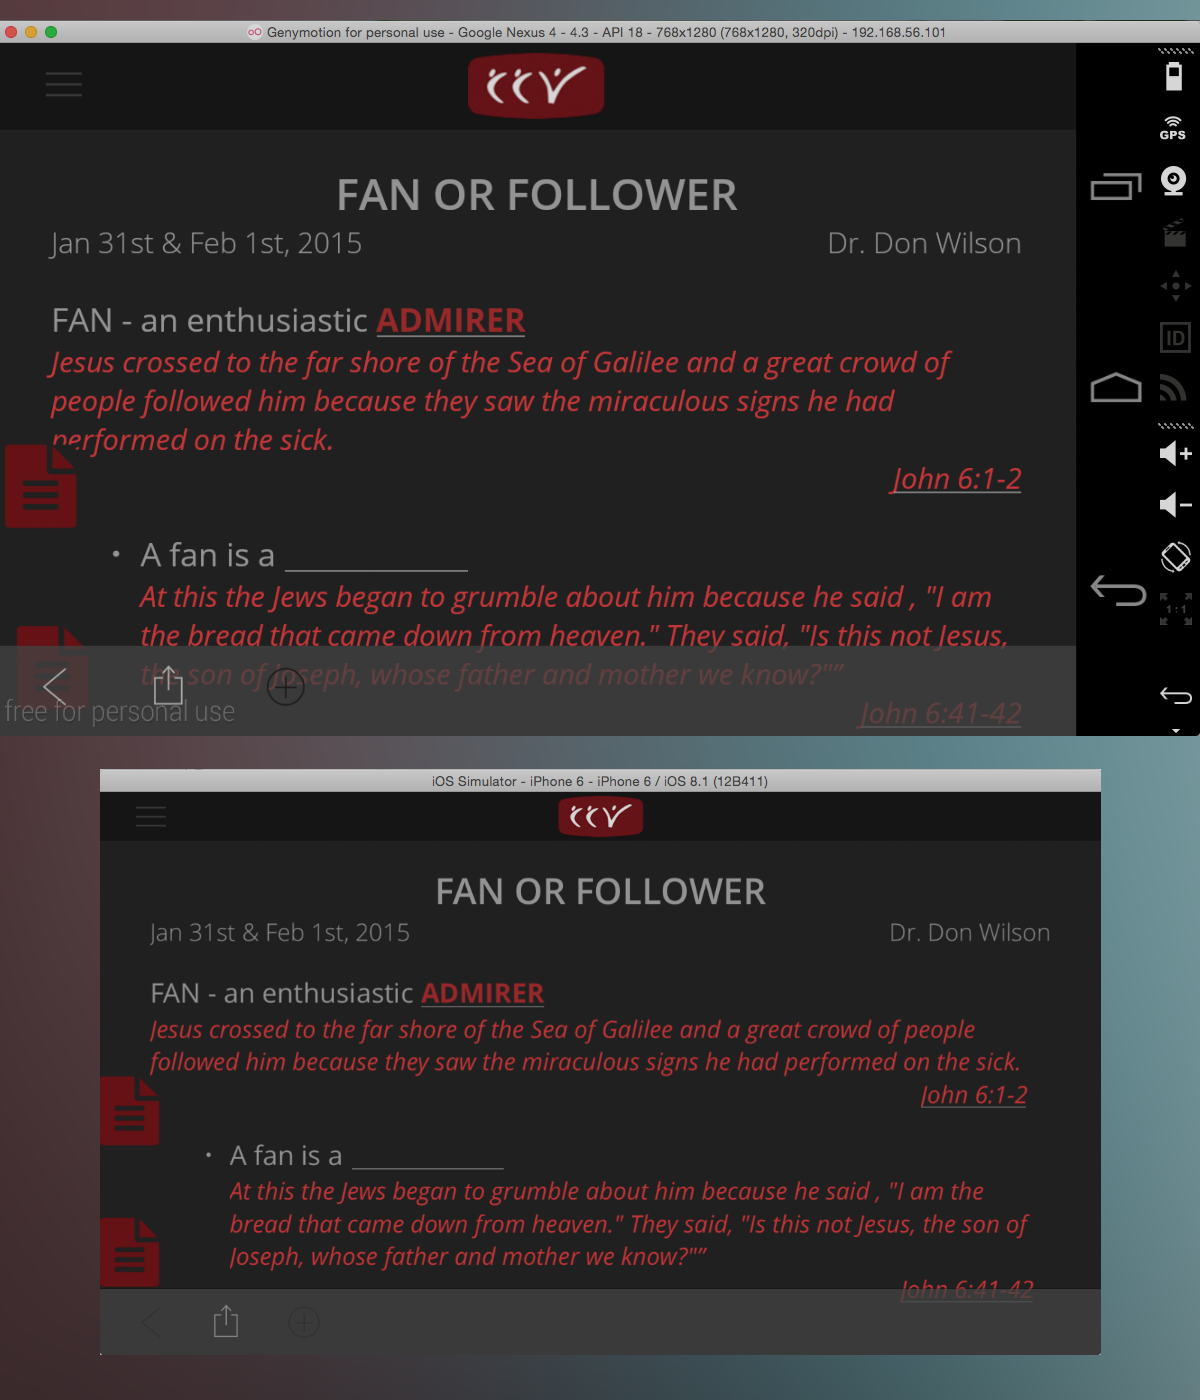 Genymotion for personal use - Google Nexus 4 - 4.3 - API 18 - 768x1280 (768x1280, 320dpi) - 192.168.56.101
CCV
GPS
FAN OR FOLLOWER
Jan 31st & Feb 1st, 2015
Dr. Don Wilson
FAN - an enthusiastic ADMIRER
Jesus crossed to the far shore of the Sea of Galilee and a great crowd of
people followed him because they saw the miraculous signs he had
performed on the sick.
John 6:1-2
ID
A fan is a ___________
At this the Jews began to grumble about him because he said , "I am
the bread that came down from heaven." They said, "Is this not Jesus,
the son of Joseph, whose father and mother we know?"”
John 6:41-42
1:1
free for personal use
iOS Simulator - iPhone 6 - iPhone 6 / iOS 8.1 (12B411)
CCV
FAN OR FOLLOWER
Jan 31st & Feb 1st, 2015
Dr. Don Wilson
FAN - an enthusiastic ADMIRER
Jesus crossed to the far shore of the Sea of Galilee and a great crowd of people
followed him because they saw the miraculous signs he had performed on the sick.
John 6:1-2
A fan is a ___________
At this the Jews began to grumble about him because he said , "I am the
bread that came down from heaven." They said, "Is this not Jesus, the son of
Joseph, whose father and mother we know?"”
John 6:41-42